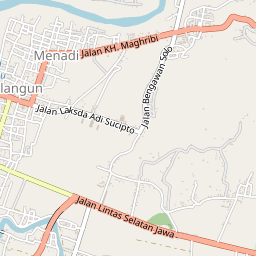 Menadi
Jalan KH. Maghribi
Jalan Bengawan Solo
langun
Jalan Laksda Adi Sucipto
Jalan Lintas Selatan Jawa